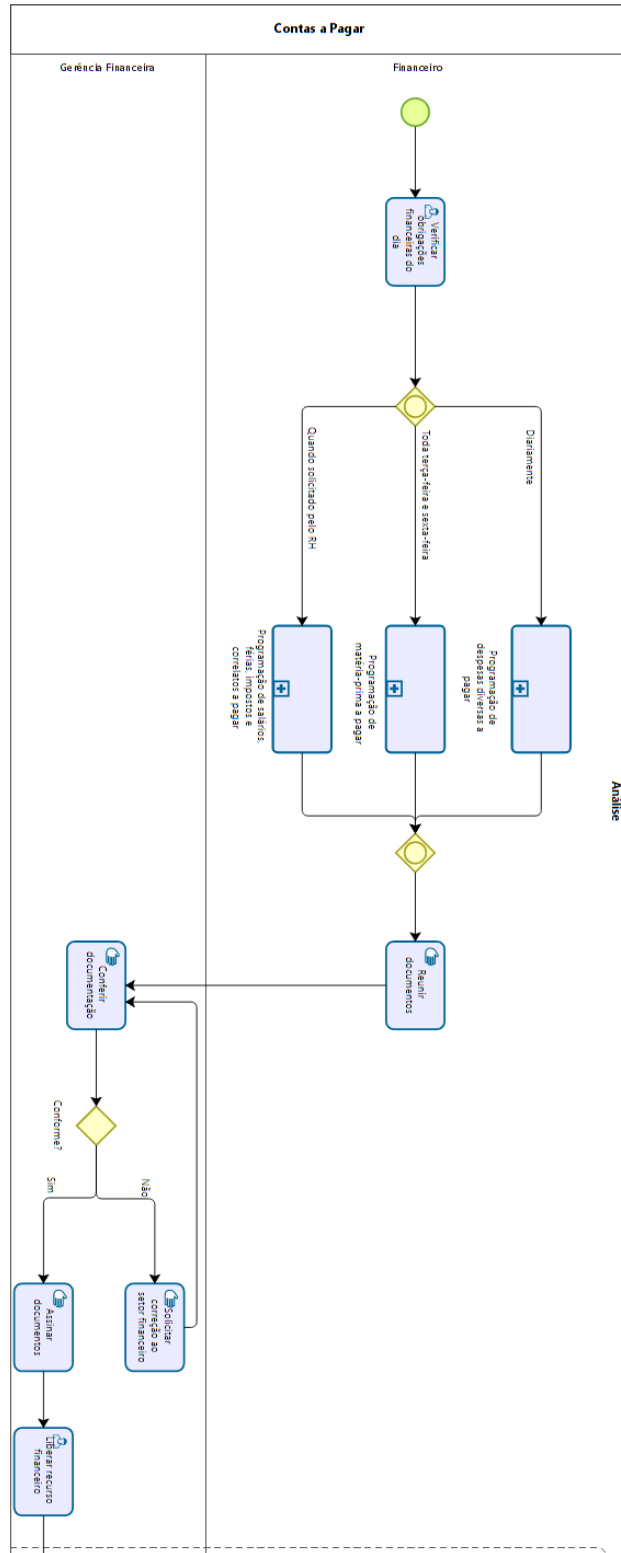 Contas a Pagar
Gerência Financeira
Financeiro
Verificar
obrigações
financeiras do
dia
Diariamente
Toda terça-feira e sexta-feira
Quando solicitado pelo RH
Programação de
despesas diversas a
pagar
Programação de
matéria-prima a pagar
Programação de salários,
férias, impostos e
correlatos a pagar
Análise
Reunir
documentos
Conferir
documentação
Conforme?
Não
Sim
Solicitar
correção ao
setor financeiro
Assinar
documentos
Liberar recurso
financeiro